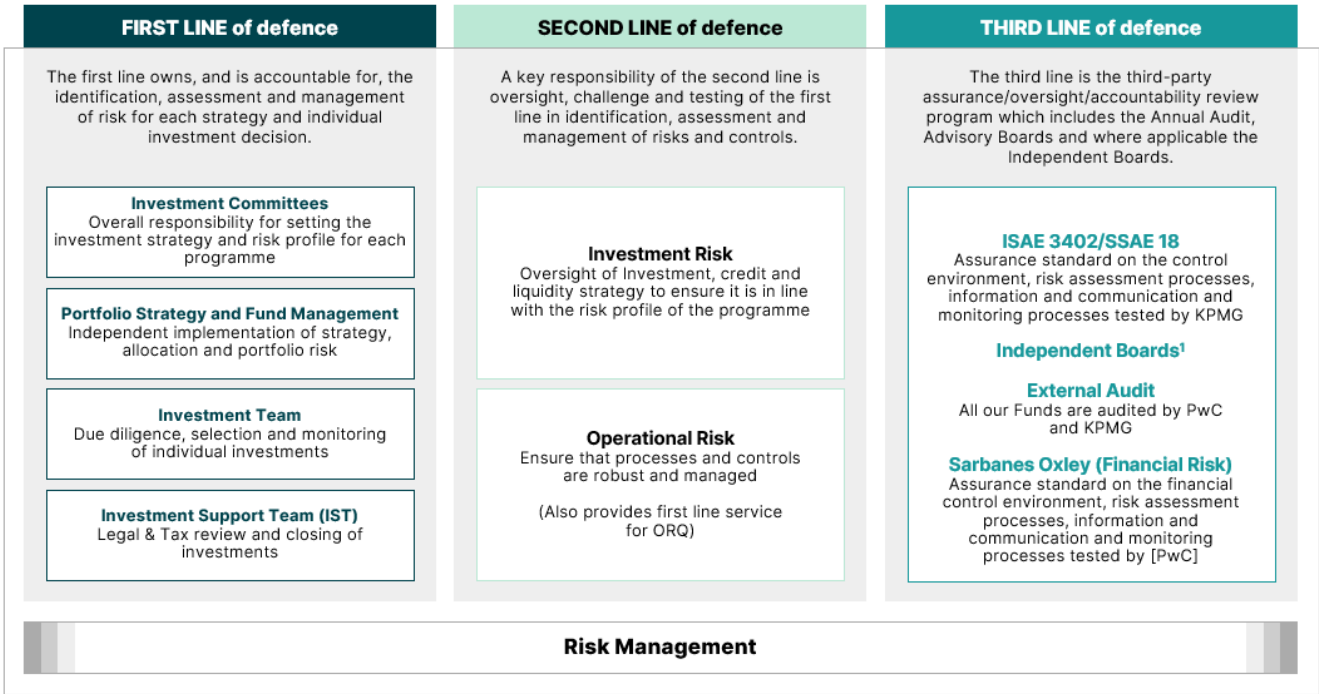 FIRST LINE of defence
The first line owns, and is accountable for, the
identification, assessment and management
of risk for each strategy and individual
investment decision.
Investment Committees
Overall responsibility for setting the
investment strategy and risk profile for each
programme
Portfolio Strategy and Fund Management
Independent implementation of strategy,
allocation and portfolio risk
Investment Team
Due diligence, selection and monitoring
of individual investments
Investment Support Team (IST)
Legal & Tax review and closing of
investments
SECOND LINE of defence
A key responsibility of the second line is
oversight, challenge and testing of the first
line in identification, assessment and
management of risks and controls.
Investment Risk
Oversight of Investment, credit and
liquidity strategy to ensure it is in line
with the risk profile of the programme
Operational Risk
Ensure that processes and controls
are robust and managed
(Also provides first line service
for ORQ)
THIRD LINE of defence
The third line is the third-party
assurance/oversight/accountability review
program which includes the Annual Audit,
Advisory Boards and where applicable the
Independent Boards.
ISAE 3402/SSAE 18
Assurance standard on the control
environment, risk assessment processes,
information and communication and
monitoring processes tested by KPMG
Independent Boards¹
External Audit
All our Funds are audited by PwC
and KPMG
Sarbanes Oxley (Financial Risk)
Assurance standard on the financial
control environment, risk assessment
processes, information and
communication and monitoring
processes tested by [PwC]
Risk Management